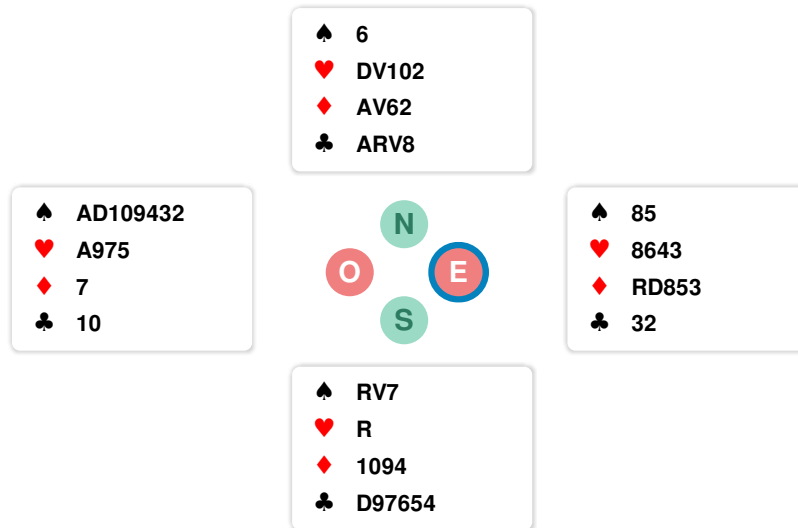 ♠ 6
♥ DV102
♦ AV62
♣ ARV8
♠ AD109432
♥ A975
♦ 7
♣ 10
N
O E
S
♠ 85
♥ 8643
♦ RD853
♣ 32
♠ RV7
♥ R
♦ 1094
♣ D97654